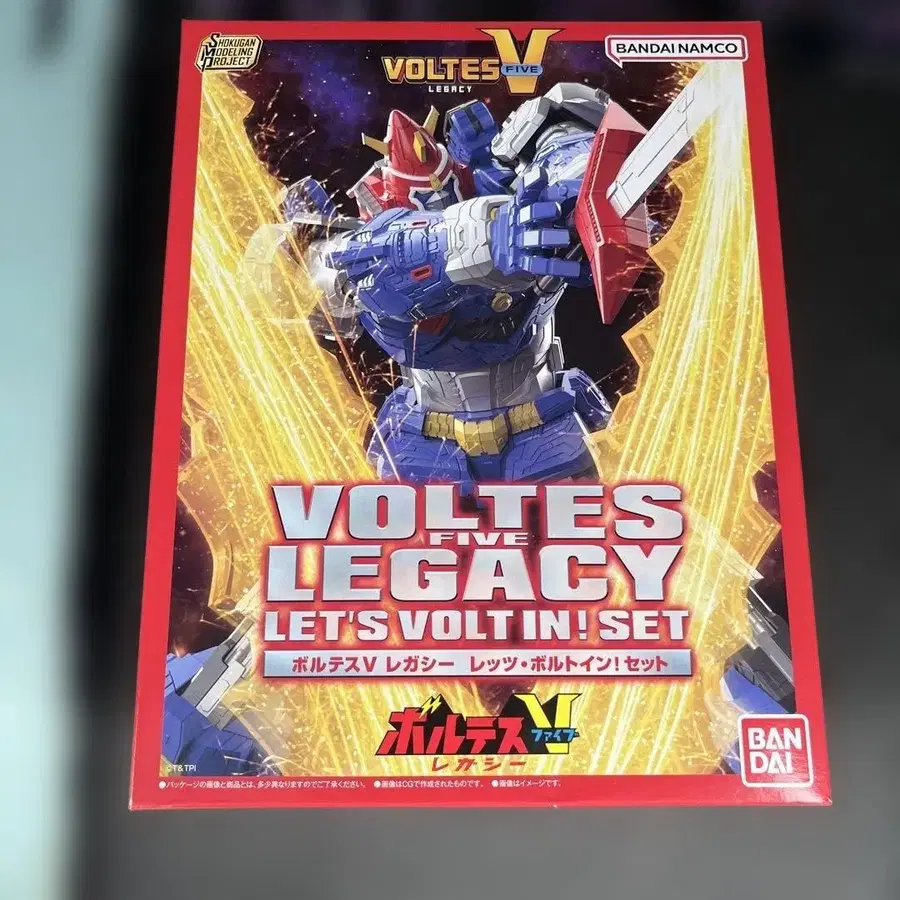 SHOKUGAN
MODELING
PROJECT
VOLTES V
FIVE
LEGACY
BANDAI NAMCO
VOLTES
FIVE
LEGACY
LET'S VOLT IN! SET
ボルテスV レガシー レッツ・ボルトイン!セット
ボルテスV
ファイブ
レガシー
BAN
DAI
©T&TPI
●パッケージの画像と商品とは、多少異なりますのでご了承ください。 ●画像はCGで作成されたものです。 ●画像はイメージです。